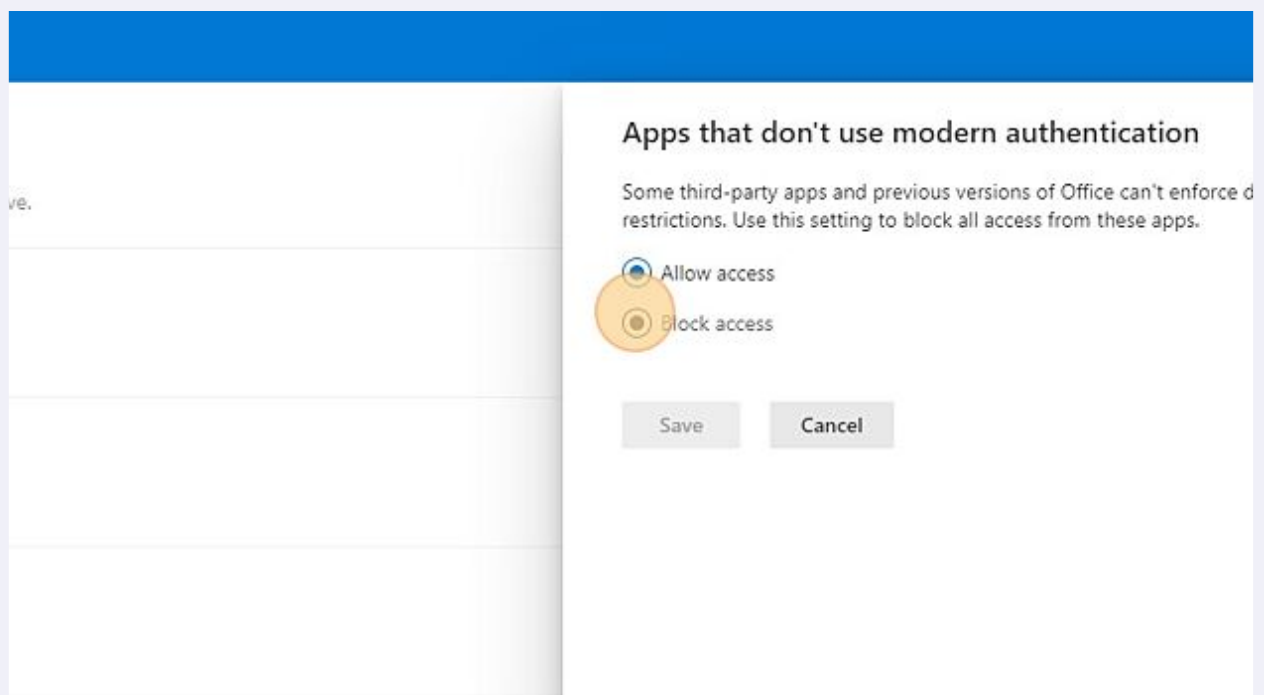 ve.
Apps that don't use modern authentication
Some third-party apps and previous versions of Office can't enforce d
restrictions. Use this setting to block all access from these apps.
Allow access
Block access
Save
Cancel